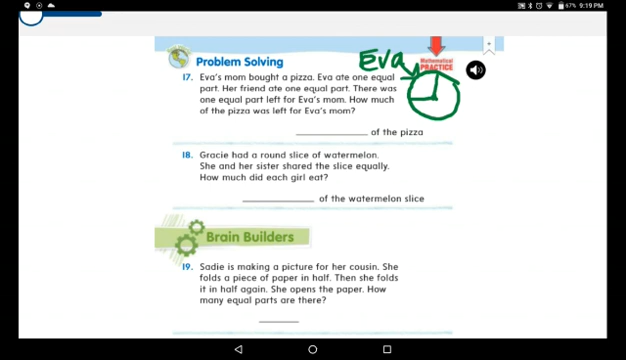 67% 9:19 PM
Eva
Problem Solving
Mathematical
PRACTICE
17. Eva's mom bought a pizza. Eva ate one equal
part. Her friend ate one equal part. There was
one equal part left for Eva's mom. How much
of the pizza was left for Eva's mom?
of the pizza
18. Gracie had a round slice of watermelon.
She and her sister shared the slice equally.
How much did each girl eat?
of the watermelon slice
Brain Builders
19. Sadie is making a picture for her cousin. She
folds a piece of paper in half. Then she folds
it in half again. She opens the paper. How
many equal parts are there?